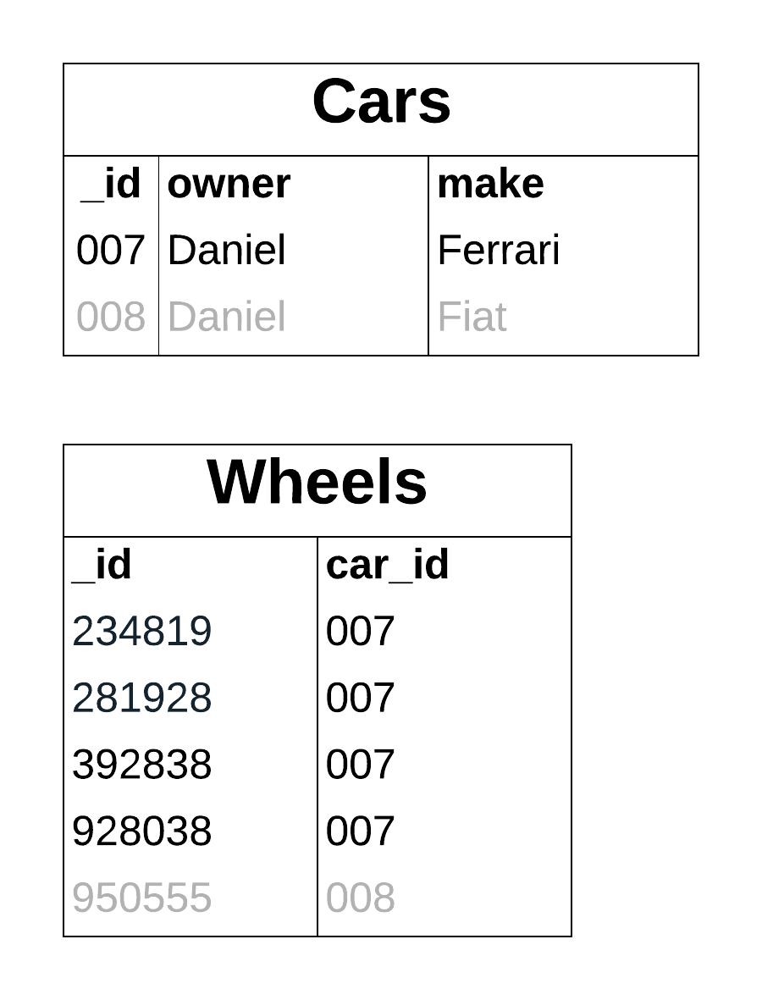 Cars
_id owner make
007 Daniel Ferrari
008 Daniel Fiat
Wheels
_id car_id
234819 007
281928 007
392838 007
928038 007
950555 008